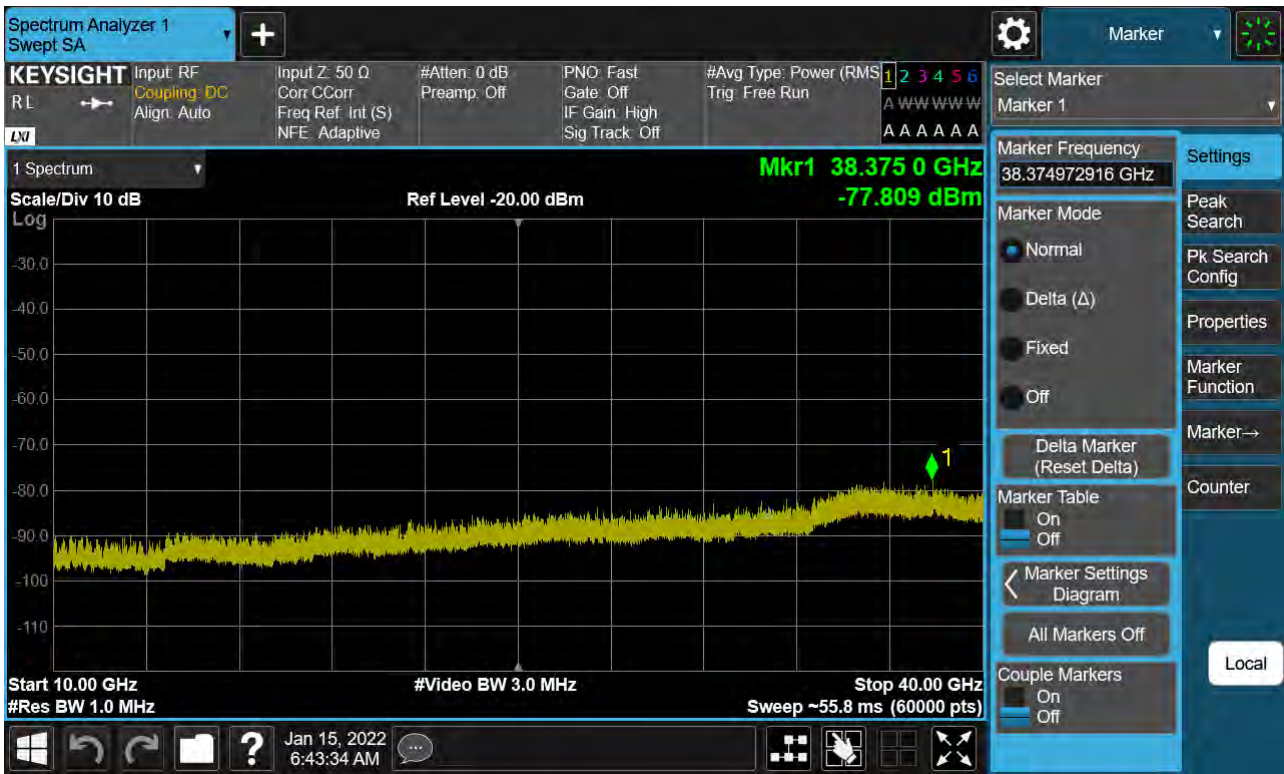 Spectrum Analyzer 1
Swept SA
+
Marker
KEYSIGHT
RL
LXI
Input: RF
Coupling: DC
Align: Auto
Input Z: 50 Ω
Corr CCorr
Freq Ref: Int (S)
NFE: Adaptive
#Atten: 0 dB
Preamp: Off
PNO: Fast
Gate: Off
IF Gain: High
Sig Track: Off
#Avg Type: Power (RMS
Trig: Free Run
1 2 3 4 5 6
A W W W W W
A A A A A A
Select Marker
Marker 1
1 Spectrum
Mkr1 38.375 0 GHz
-77.809 dBm
Scale/Div 10 dB
Ref Level -20.00 dBm
Log
-30.0
-40.0
-50.0
-60.0
-70.0
-80.0
-90.0
-100
-110
1
Start 10.00 GHz
#Video BW 3.0 MHz
Stop 40.00 GHz
#Res BW 1.0 MHz
Sweep ~55.8 ms (60000 pts)
Marker Frequency
38.374972916 GHz
Marker Mode
Normal
Delta (Δ)
Fixed
Off
Delta Marker
(Reset Delta)
Marker Table
On
Off
Marker Settings
Diagram
All Markers Off
Couple Markers
On
Off
Settings
Peak
Search
Pk Search
Config
Properties
Marker
Function
Marker→
Counter
Local
?
Jan 15, 2022
6:43:34 AM